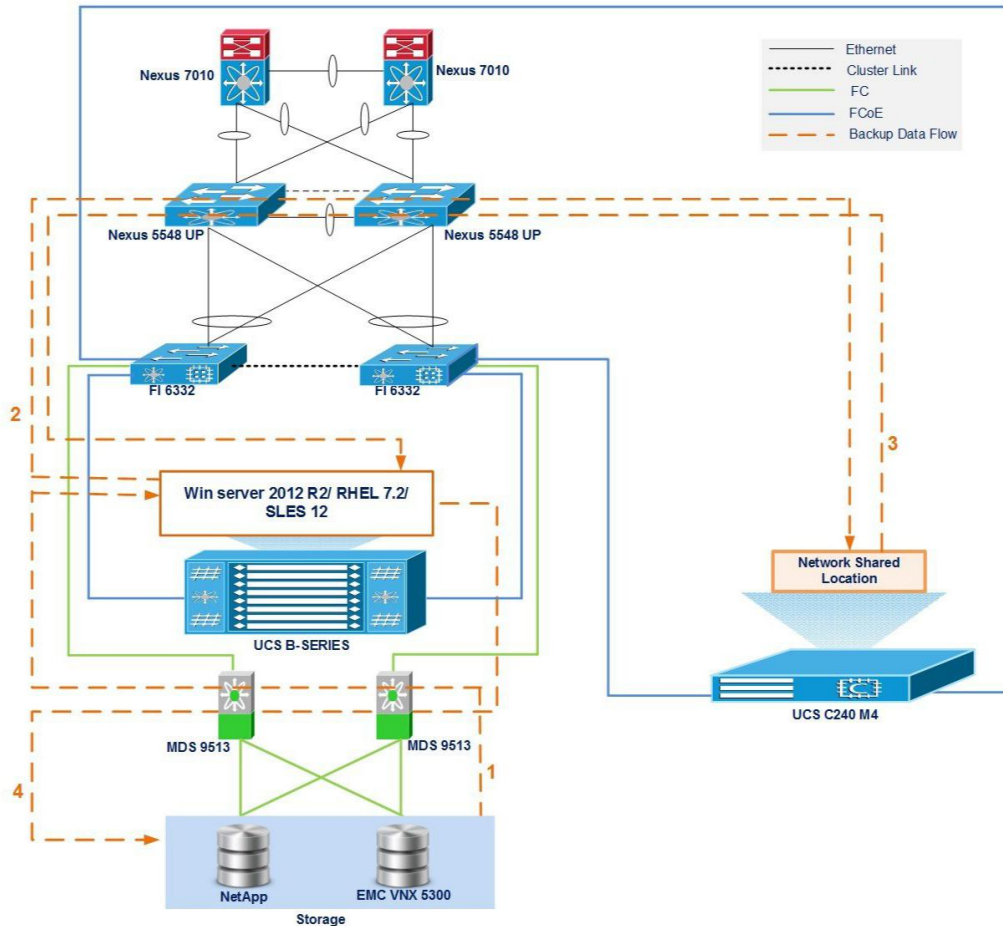 Nexus 7010
Nexus 7010
Ethernet
Cluster Link
FC
FCoE
Backup Data Flow
Nexus 5548 UP
Nexus 5548 UP
FI 6332
FI 6332
2
3
Win server 2012 R2/ RHEL 7.2/
SLES 12
Network Shared
Location
UCS B-SERIES
UCS C240 M4
MDS 9513
MDS 9513
1
4
NetApp
EMC VNX 5300
Storage